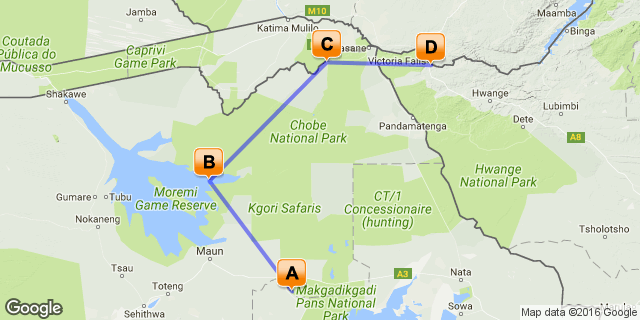 Jamba
M10
Maamba
Binga
Coutada
Pública do
Mucusso
Caprivi
Game Park
Katima Mulilo
C
asane
D
Victoria Falls
Shakawe
Hwange
Lubimbi
Dete
A8
Chobe
National Park
Pandamatenga
B
Hwange
National Park
Gumare
Tubu
Moremi
Game Reserve
Nokaneng
Kgori Safaris
CT/1
Concessionaire
(hunting)
Tsholotsho
Maun
Tsau
A
A3
Nata
Toteng
Makgadikgadi
Pans National
Park
Sowa
Sehithwa
Google
Map data ©2016 Google